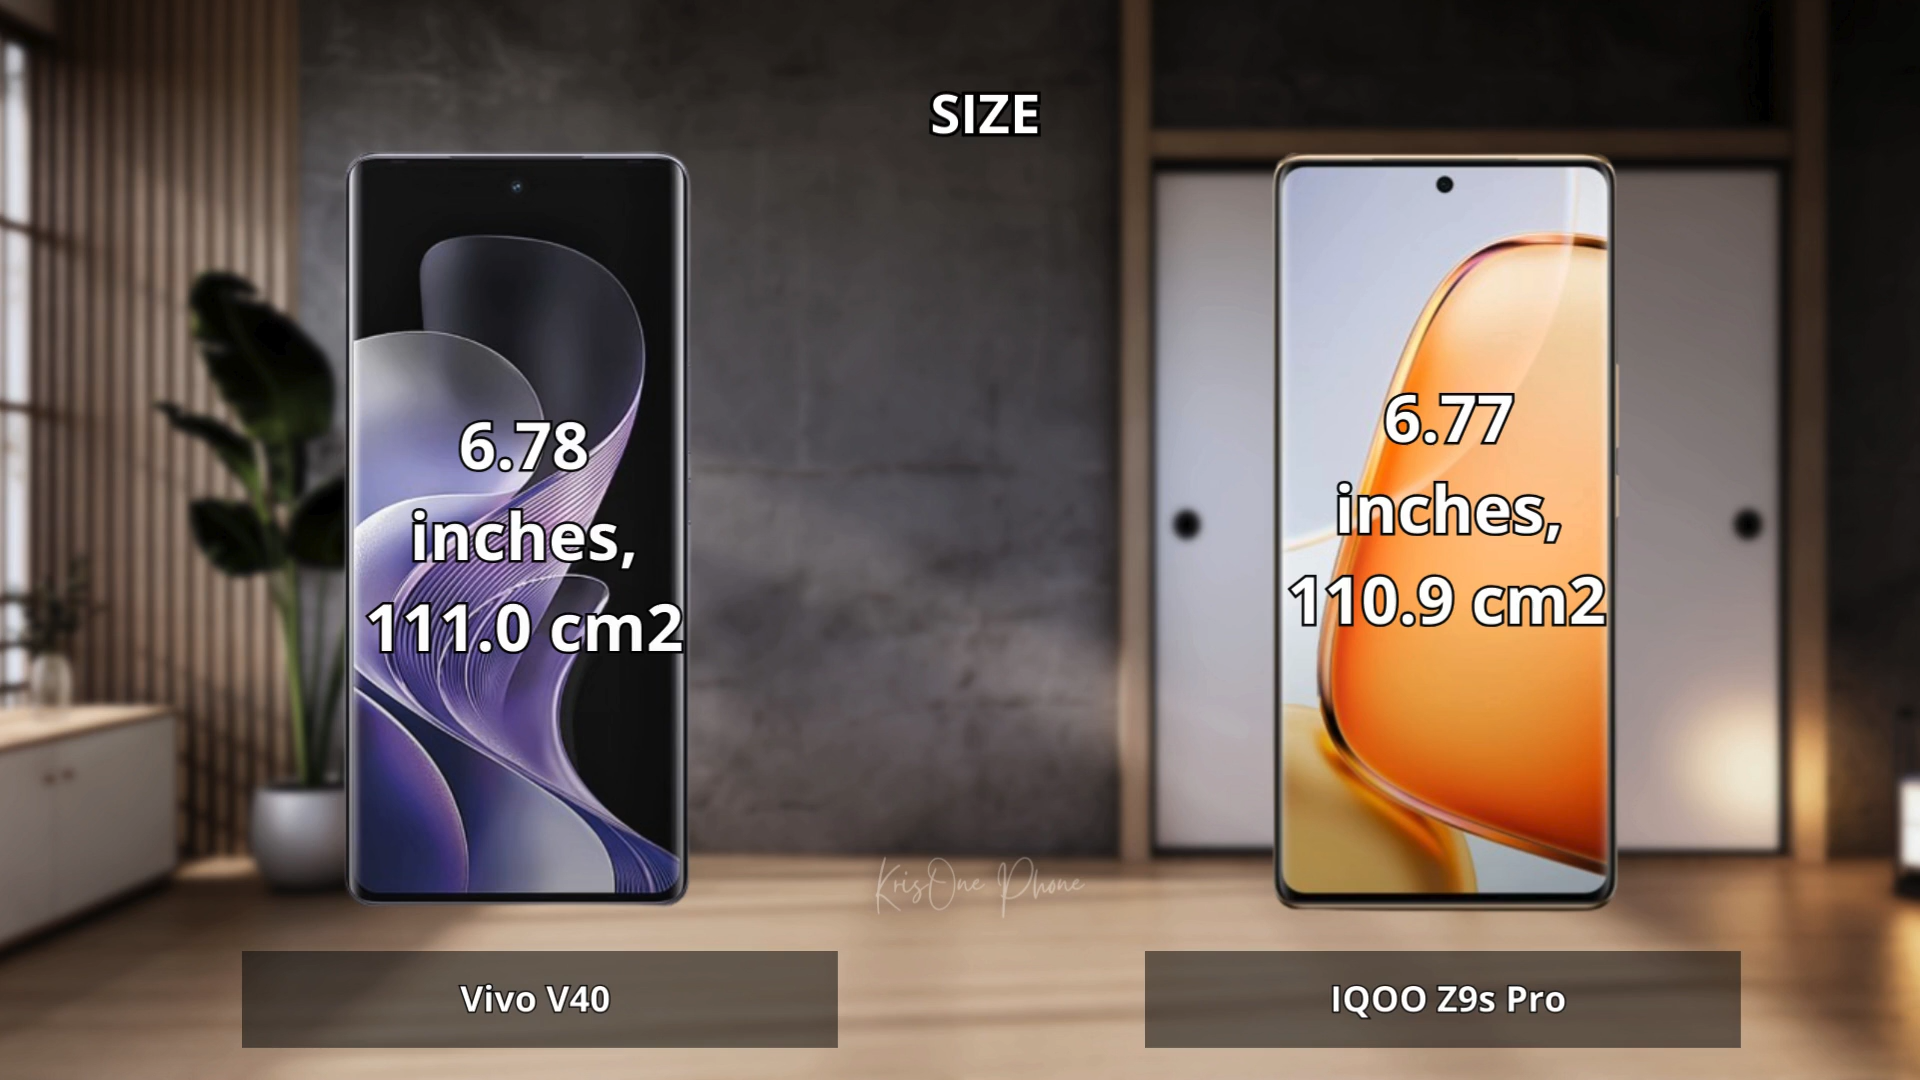 SIZE
6.78
inches,
111.0 cm2
6.77
inches,
110.9 cm2
KrisOne Phone
Vivo V40
IQOO Z9s Pro